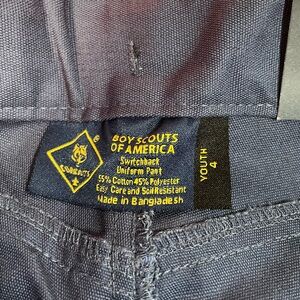 BOY SCOUTS
OF AMERICA
Switchback
Uniform Pant
55% Cotton 45% Polyester
Easy Care and Soil Resistant
Made in Bangladesh
YOUTH
4